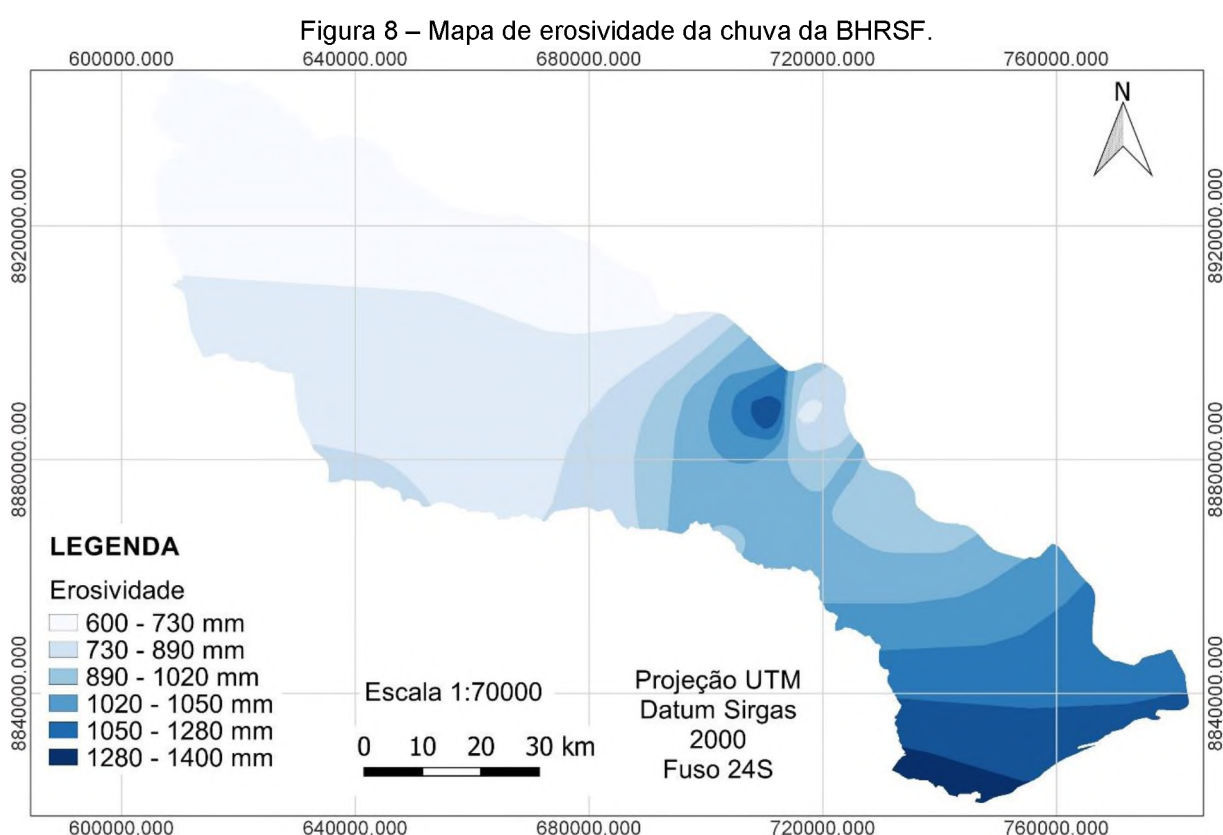 Figura 8 – Mapa de erosividade da chuva da BHRSF.
600000.000 640000.000 680000.000 720000.000 760000.000
N
8920000.000 8920000.000
8880000.000 8880000.000
LEGENDA
Erosividade
600 - 730 mm
730 - 890 mm
890 - 1020 mm
1020 - 1050 mm
1050 - 1280 mm
1280 - 1400 mm
Escala 1:70000
0 10 20 30 km
Projeção UTM
Datum Sirgas
2000
Fuso 24S
8840000.000 8840000.000
600000.000 640000.000 680000.000 720000.000 760000.000